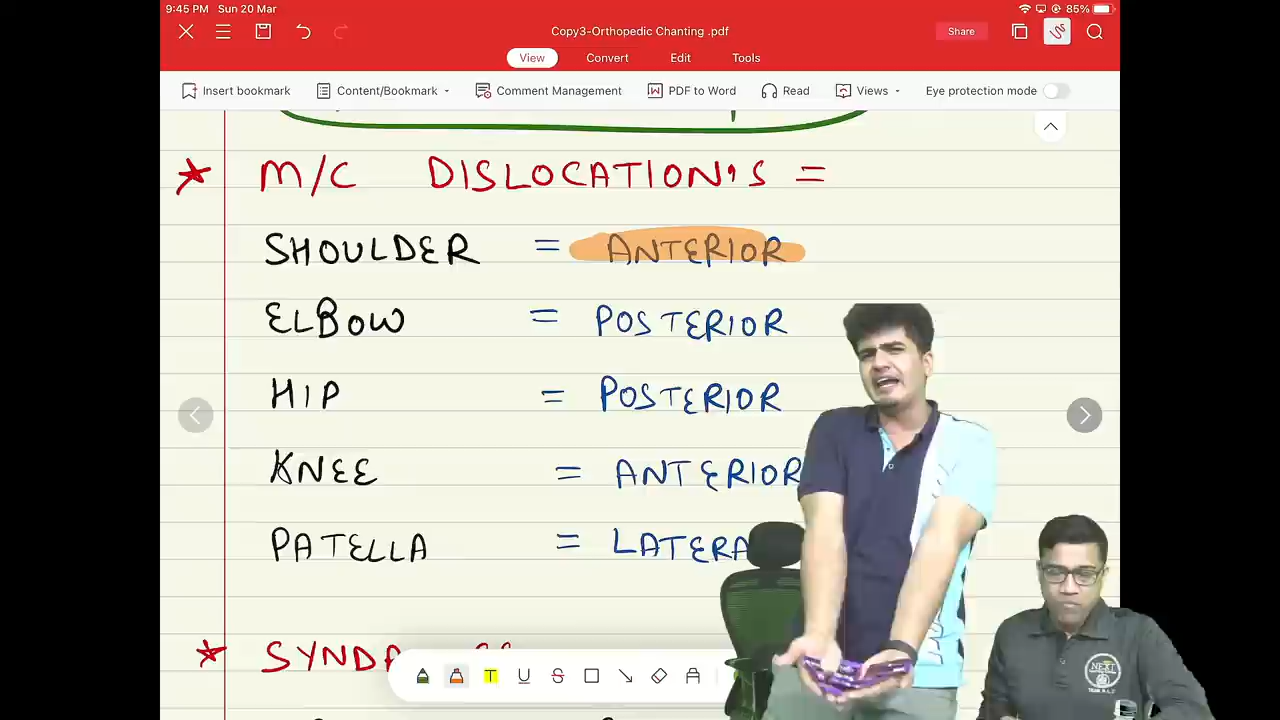 9:45 PM Sun 20 Mar 85%
Copy3-Orthopedic Chanting .pdf
Share
View Convert Edit Tools
Insert bookmark Content/Bookmark Comment Management PDF to Word Read Views Eye protection mode
M/C DISLOCATION'S =
SHOULDER = ANTERIOR
ELBOW = POSTERIOR
HIP = POSTERIOR
KNEE = ANTERIOR
PATELLA = LATERA
T U S A
NEXT